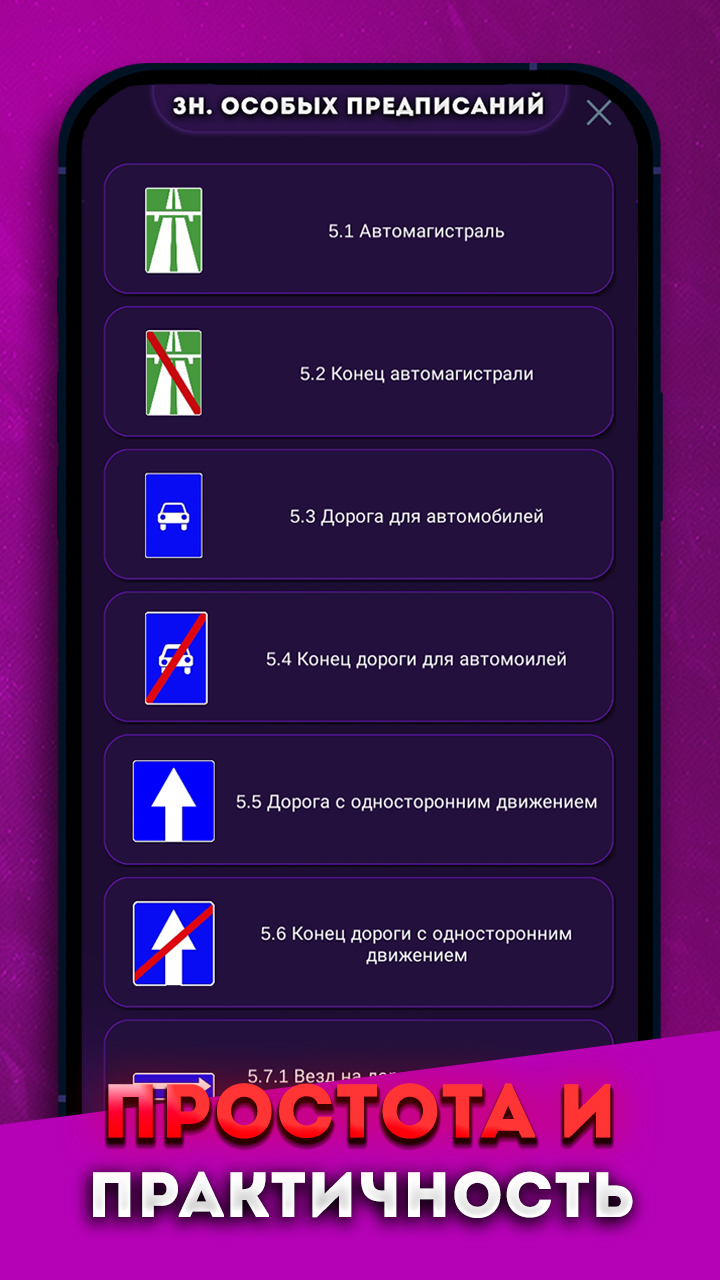 ЗН. ОСОБЫХ ПРЕДПИСАНИЙ
5.1 Автомагистраль
5.2 Конец автомагистрали
5.3 Дорога для автомобилей
5.4 Конец дороги для автомоилей
5.5 Дорога с односторонним движением
5.6 Конец дороги с односторонним
движением
5.7.1 Везд на
ПРОСТОТА И
ПРАКТИЧНОСТЬ